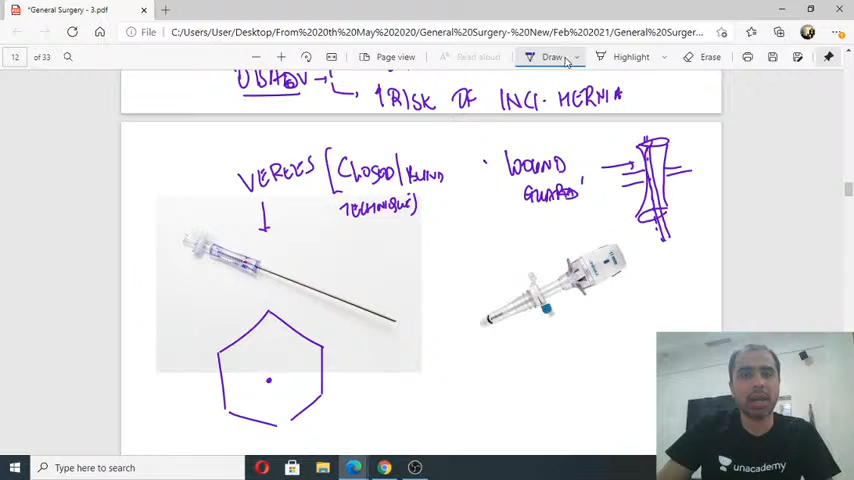 *General Surgery - 3.pdf
File
C:/Users/User/Desktop/From%2020th%20May%202020/General%20Surgery-%20New/Feb%202021/General%20Surger...
12 of 33
Page view
Read aloud
Draw
Highlight
Erase
↑RISK OF INCI. HERNIA
VEREES [CLOSED/BLIND
TECHNIQUE)
WOUND
GUARD
unacademy
Type here to search